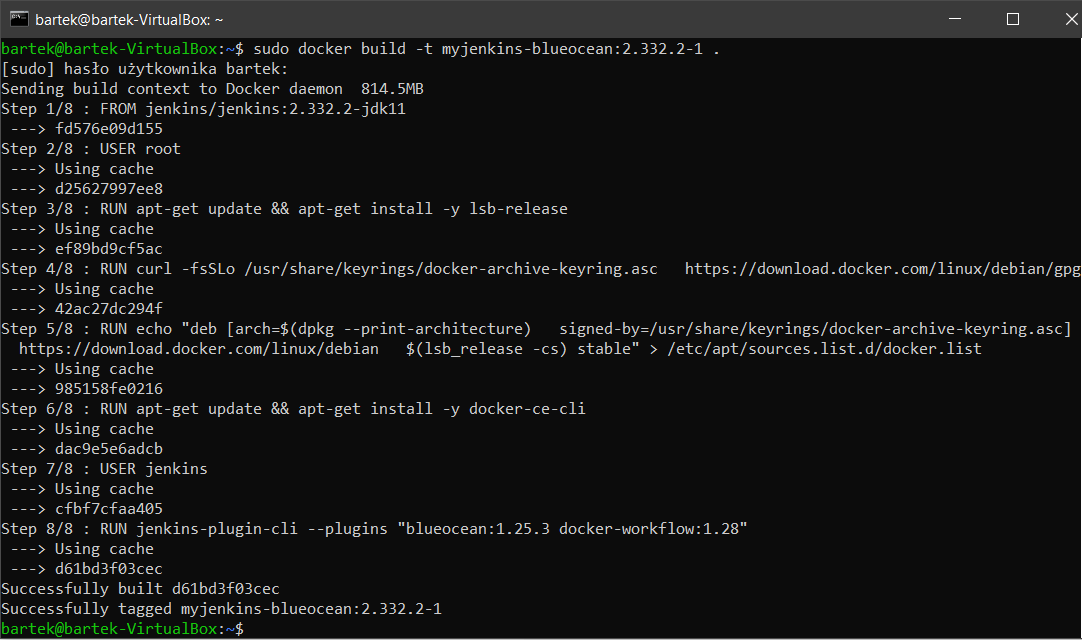 bartek@bartek-VirtualBox: ~
bartek@bartek-VirtualBox:~$ sudo docker build -t myjenkins-blueocean:2.332.2-1 .
[sudo] hasło użytkownika bartek:
Sending build context to Docker daemon  814.5MB
Step 1/8 : FROM jenkins/jenkins:2.332.2-jdk11
 ---> fd576e09d155
Step 2/8 : USER root
 ---> Using cache
 ---> d25627997ee8
Step 3/8 : RUN apt-get update && apt-get install -y lsb-release
 ---> Using cache
 ---> ef89bd9cf5ac
Step 4/8 : RUN curl -fsSLo /usr/share/keyrings/docker-archive-keyring.asc   https://download.docker.com/linux/debian/gpg
 ---> Using cache
 ---> 42ac27dc294f
Step 5/8 : RUN echo "deb [arch=$(dpkg --print-architecture)   signed-by=/usr/share/keyrings/docker-archive-keyring.asc]
  https://download.docker.com/linux/debian   $(lsb_release -cs) stable" > /etc/apt/sources.list.d/docker.list
 ---> Using cache
 ---> 985158fe0216
Step 6/8 : RUN apt-get update && apt-get install -y docker-ce-cli
 ---> Using cache
 ---> dac9e5e6adcb
Step 7/8 : USER jenkins
 ---> Using cache
 ---> cfbf7cfaa405
Step 8/8 : RUN jenkins-plugin-cli --plugins "blueocean:1.25.3 docker-workflow:1.28"
 ---> Using cache
 ---> d61bd3f03cec
Successfully built d61bd3f03cec
Successfully tagged myjenkins-blueocean:2.332.2-1
bartek@bartek-VirtualBox:~$